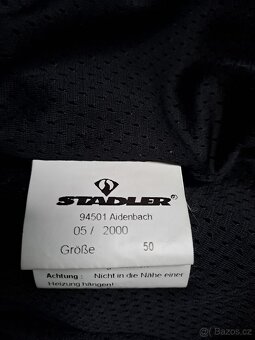 STADLER®
94501 Aidenbach
05 / 2000
Größe 50
Achtung : Nicht in die Nähe einer
Heizung hängen!
Bazos.cz